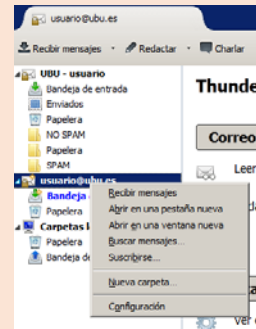 usuario@ubu.es
Recibir mensajes
Redactar
Charlar
UBU - usuario
Bandeja de entrada
Enviados
Papelera
NO SPAM
Papelera
SPAM
usuario@ubu.es
Bandeja
Papelera
Carpetas l
Papelera
Bandeja de
Recibir mensajes
Abrir en una pestaña nueva
Abrir en una ventana nueva
Buscar mensajes...
Suscribirse...
Nueva carpeta...
Configuración
Thunde
Correo
Leer
Ver